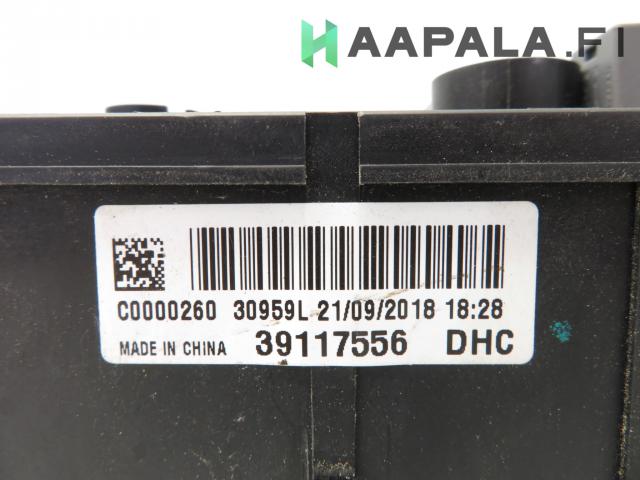 HAAPALA.FI
C0000260 30959L 21/09/2018 18:28
MADE IN CHINA 39117556 DHC